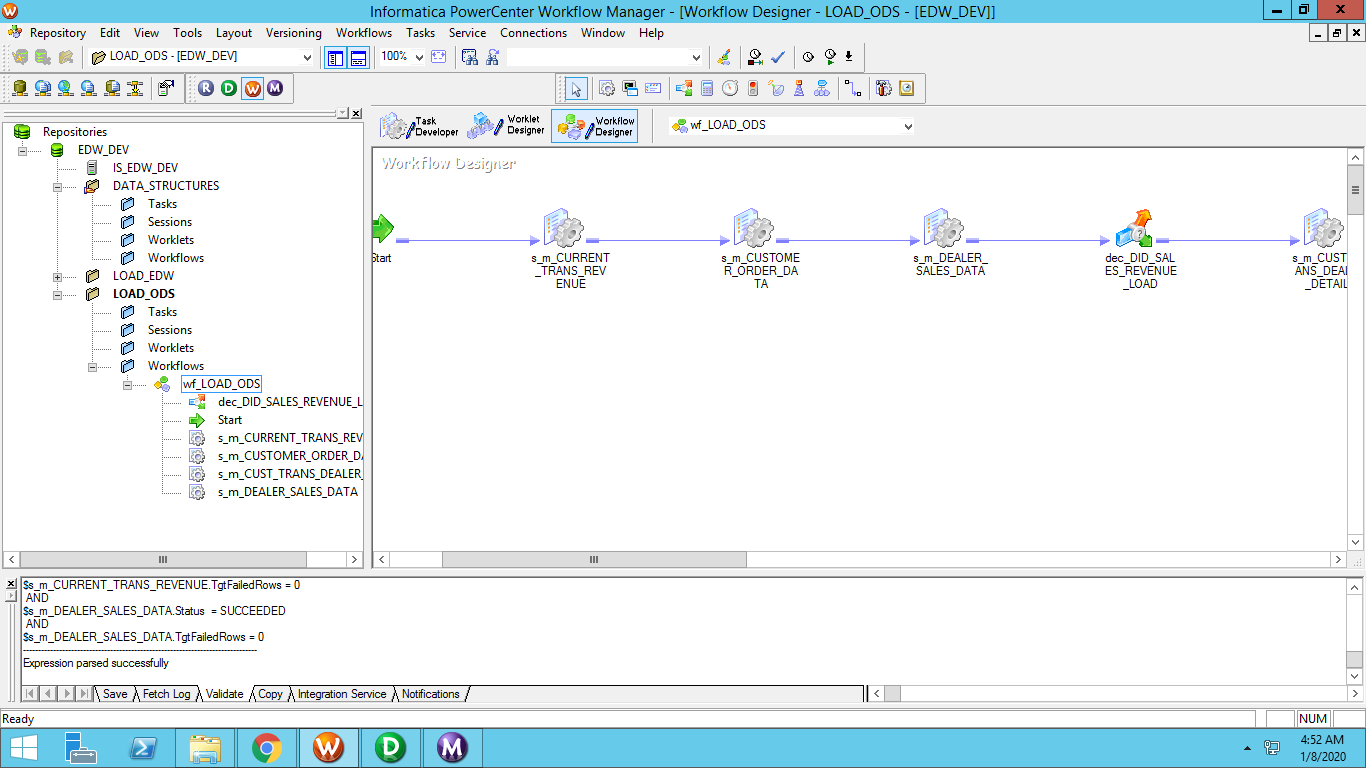 Informatica PowerCenter Workflow Manager - [Workflow Designer - LOAD_ODS - [EDW_DEV]]
Repository Edit View Tools Layout Versioning Workflows Tasks Service Connections Window Help
LOAD_ODS - [EDW_DEV]
100%
R D W M
Task Developer
Worklet Designer
Workflow Designer
wf_LOAD_ODS
Repositories
EDW_DEV
IS_EDW_DEV
DATA_STRUCTURES
Tasks
Sessions
Worklets
Workflows
LOAD_EDW
LOAD_ODS
Tasks
Sessions
Worklets
Workflows
wf_LOAD_ODS
dec_DID_SALES_REVENUE_L
Start
s_m_CURRENT_TRANS_REV
s_m_CUSTOMER_ORDER_DA
s_m_CUST_TRANS_DEALER_
s_m_DEALER_SALES_DATA
Workflow Designer
Start
s_m_CURRENT
_TRANS_REV
ENUE
s_m_CUSTOME
R_ORDER_DA
TA
s_m_DEALER_
SALES_DATA
dec_DID_SAL
ES_REVENUE
_LOAD
s_m_CUST
ANS_DEAL
_DETAIL
$s_m_CURRENT_TRANS_REVENUE.TgtFailedRows = 0
AND
$s_m_DEALER_SALES_DATA.Status = SUCCEEDED
AND
$s_m_DEALER_SALES_DATA.TgtFailedRows = 0
------------------------------------------------------------------------------
Expression parsed successfully
Save Fetch Log Validate Copy Integration Service Notifications
Ready
NUM
W D M
4:52 AM
1/8/2020